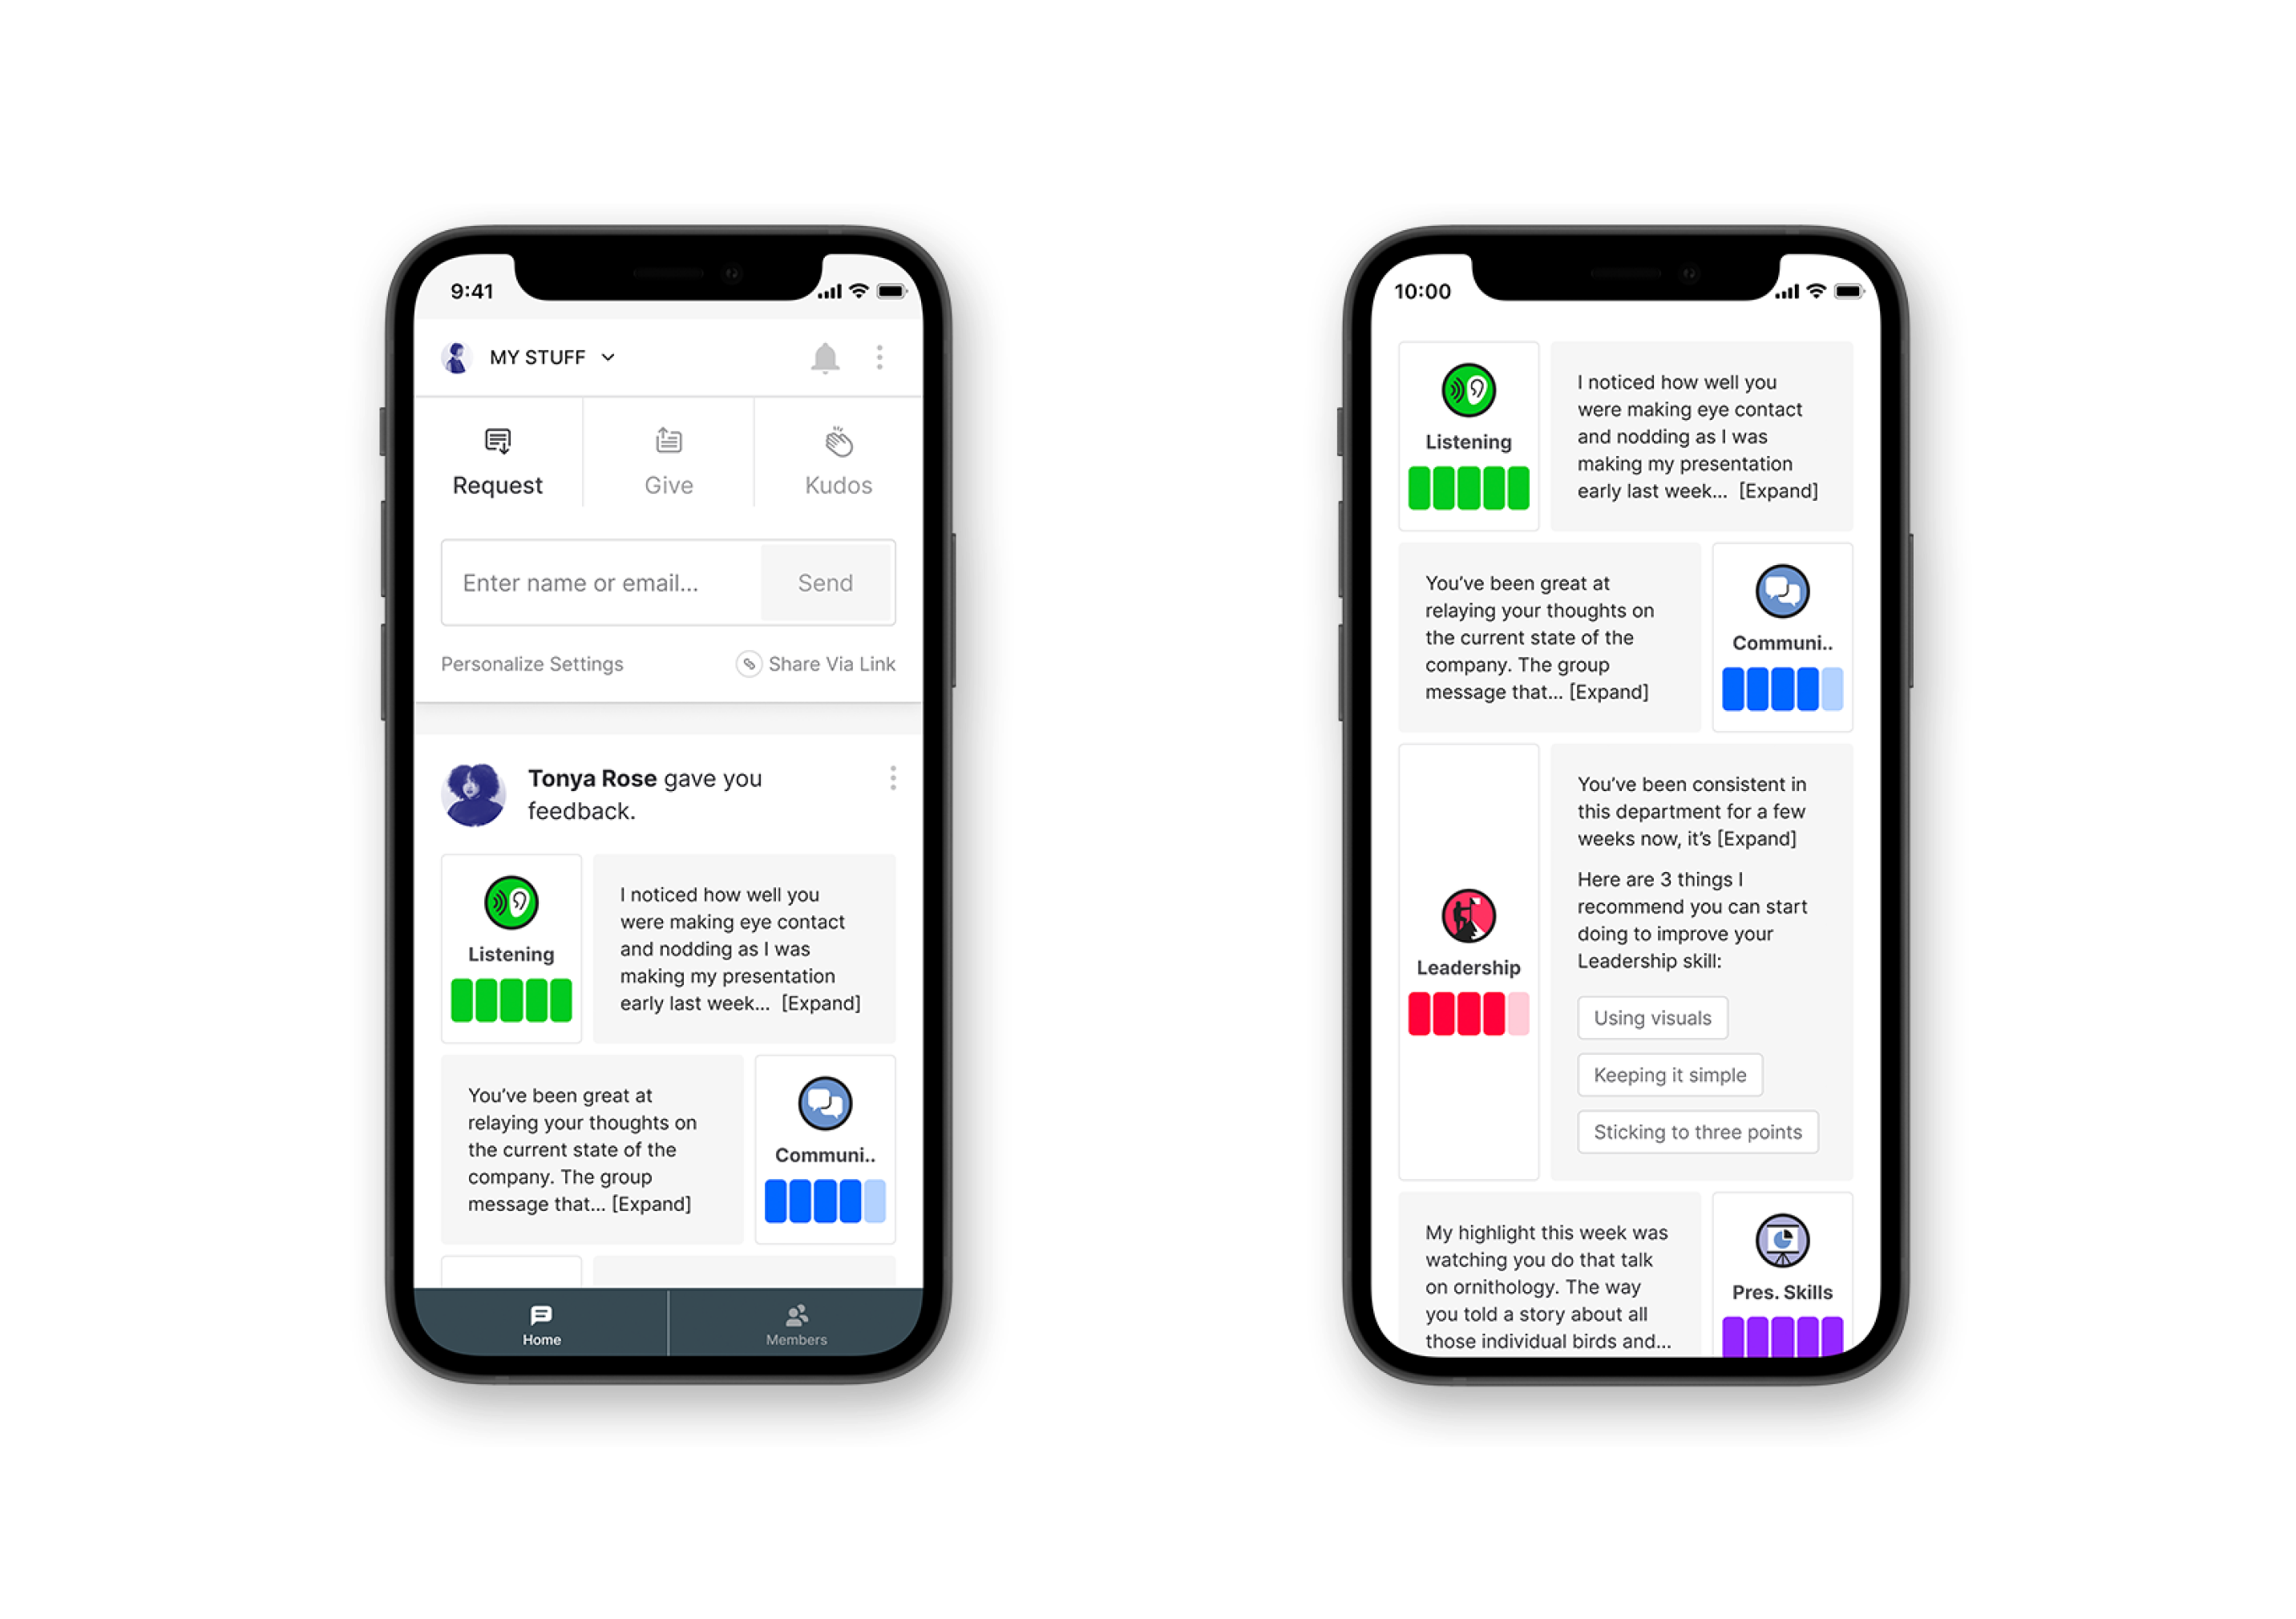 9:41
MY STUFF
Request
Give
Kudos
Enter name or email...
Send
Personalize Settings
Share Via Link
Tonya Rose gave you
feedback.
Listening
I noticed how well you
were making eye contact
and nodding as I was
making my presentation
early last week... [Expand]
You’ve been great at
relaying your thoughts on
the current state of the
company. The group
message that... [Expand]
Communi..
Home
Members
10:00
Listening
I noticed how well you
were making eye contact
and nodding as I was
making my presentation
early last week... [Expand]
You’ve been great at
relaying your thoughts on
the current state of the
company. The group
message that... [Expand]
Communi..
Leadership
You’ve been consistent in
this department for a few
weeks now, it’s [Expand]
Here are 3 things I
recommend you can start
doing to improve your
Leadership skill:
Using visuals
Keeping it simple
Sticking to three points
My highlight this week was
watching you do that talk
on ornithology. The way
you told a story about all
those individual birds and...
Pres. Skills